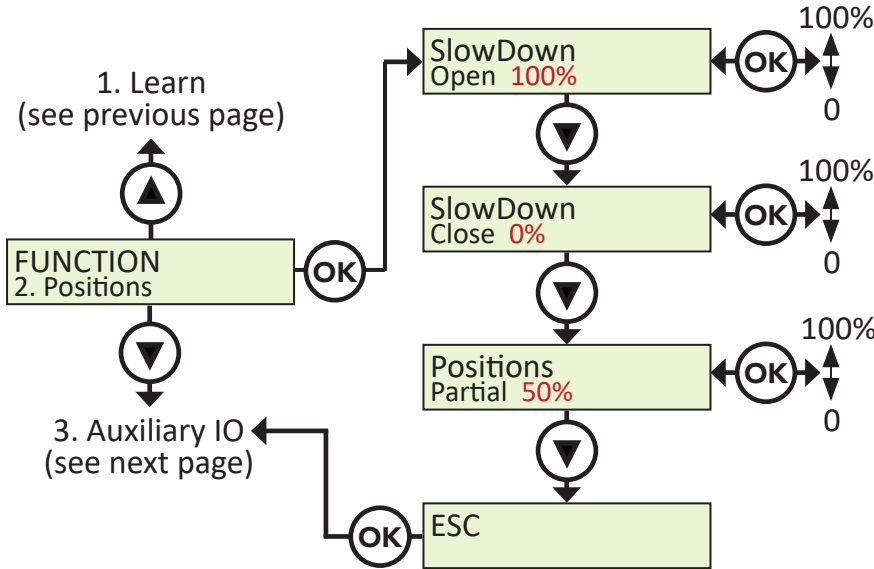 1. Learn
(see previous page)
FUNCTION
2. Positions
OK
SlowDown
Open 100%
OK
100%
0
SlowDown
Close 0%
OK
100%
0
Positions
Partial 50%
OK
100%
0
3. Auxiliary IO
(see next page)
OK
ESC